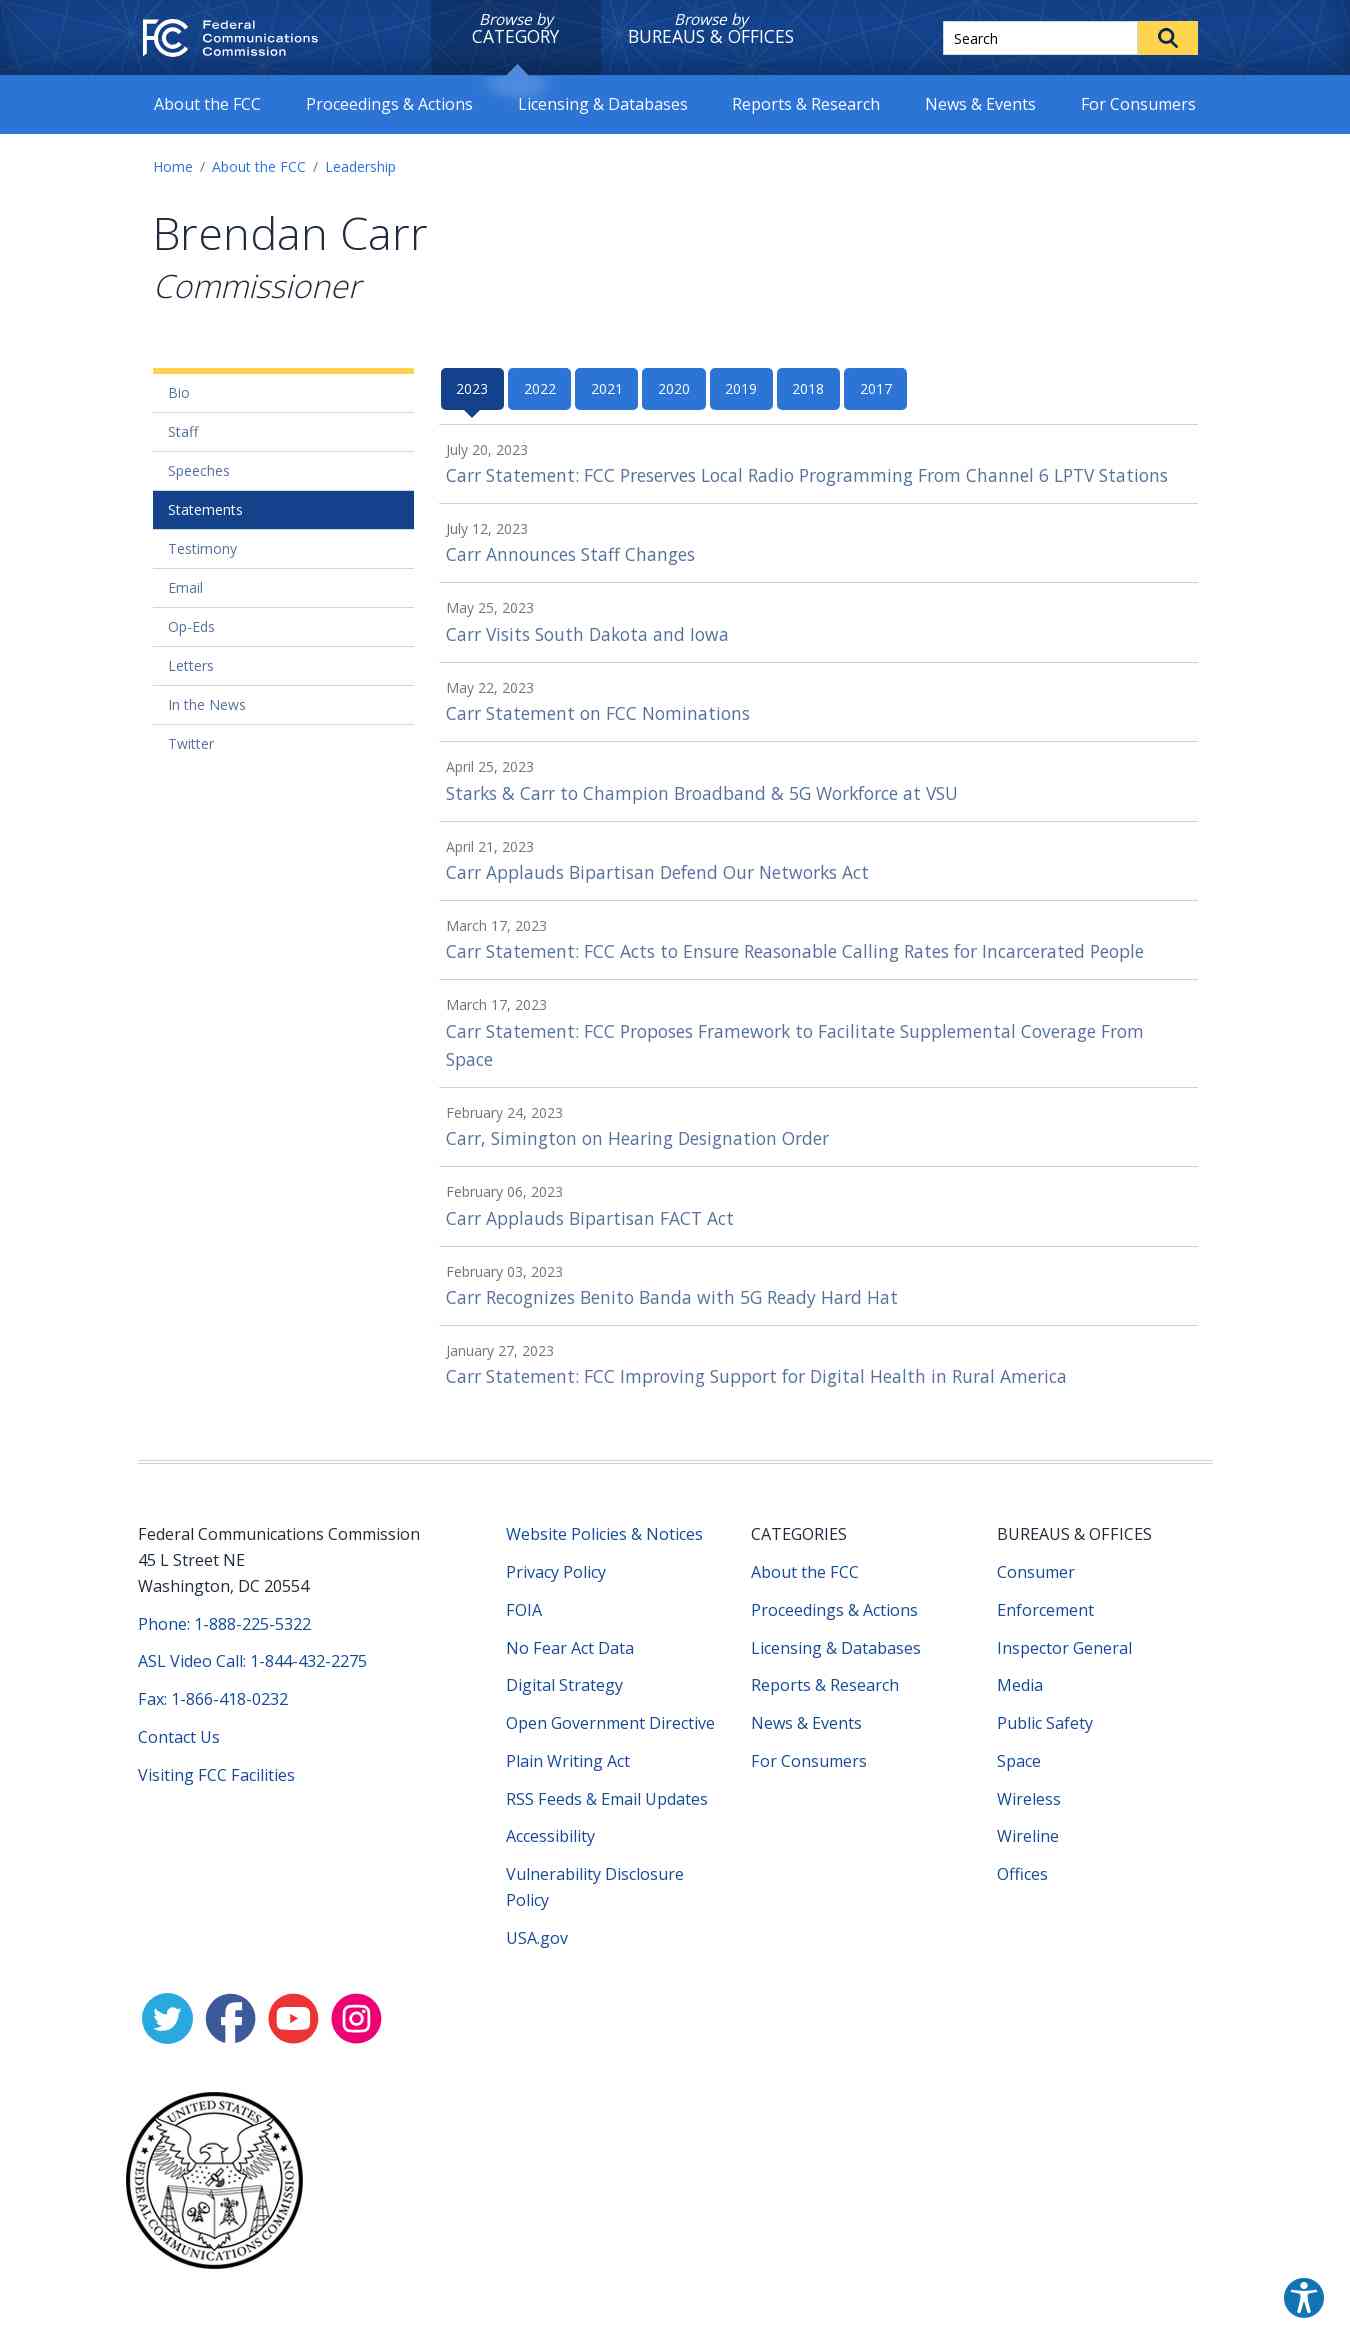 Federal
Communications
Commission
Browse by
CATEGORY
Browse by
BUREAUS & OFFICES
Search
About the FCC
Proceedings & Actions
Licensing & Databases
Reports & Research
News & Events
For Consumers
Home / About the FCC / Leadership
Brendan Carr
Commissioner
Bio
Staff
Speeches
Statements
Testimony
Email
Op-Eds
Letters
In the News
Twitter
2023 2022 2021 2020 2019 2018 2017
July 20, 2023
Carr Statement: FCC Preserves Local Radio Programming From Channel 6 LPTV Stations
July 12, 2023
Carr Announces Staff Changes
May 25, 2023
Carr Visits South Dakota and Iowa
May 22, 2023
Carr Statement on FCC Nominations
April 25, 2023
Starks & Carr to Champion Broadband & 5G Workforce at VSU
April 21, 2023
Carr Applauds Bipartisan Defend Our Networks Act
March 17, 2023
Carr Statement: FCC Acts to Ensure Reasonable Calling Rates for Incarcerated People
March 17, 2023
Carr Statement: FCC Proposes Framework to Facilitate Supplemental Coverage From
Space
February 24, 2023
Carr, Simington on Hearing Designation Order
February 06, 2023
Carr Applauds Bipartisan FACT Act
February 03, 2023
Carr Recognizes Benito Banda with 5G Ready Hard Hat
January 27, 2023
Carr Statement: FCC Improving Support for Digital Health in Rural America
Federal Communications Commission
45 L Street NE
Washington, DC 20554
Phone: 1-888-225-5322
ASL Video Call: 1-844-432-2275
Fax: 1-866-418-0232
Contact Us
Visiting FCC Facilities
Website Policies & Notices
Privacy Policy
FOIA
No Fear Act Data
Digital Strategy
Open Government Directive
Plain Writing Act
RSS Feeds & Email Updates
Accessibility
Vulnerability Disclosure
Policy
USA.gov
CATEGORIES
About the FCC
Proceedings & Actions
Licensing & Databases
Reports & Research
News & Events
For Consumers
BUREAUS & OFFICES
Consumer
Enforcement
Inspector General
Media
Public Safety
Space
Wireless
Wireline
Offices
UNITED STATES
FEDERAL COMMUNICATIONS COMMISSION